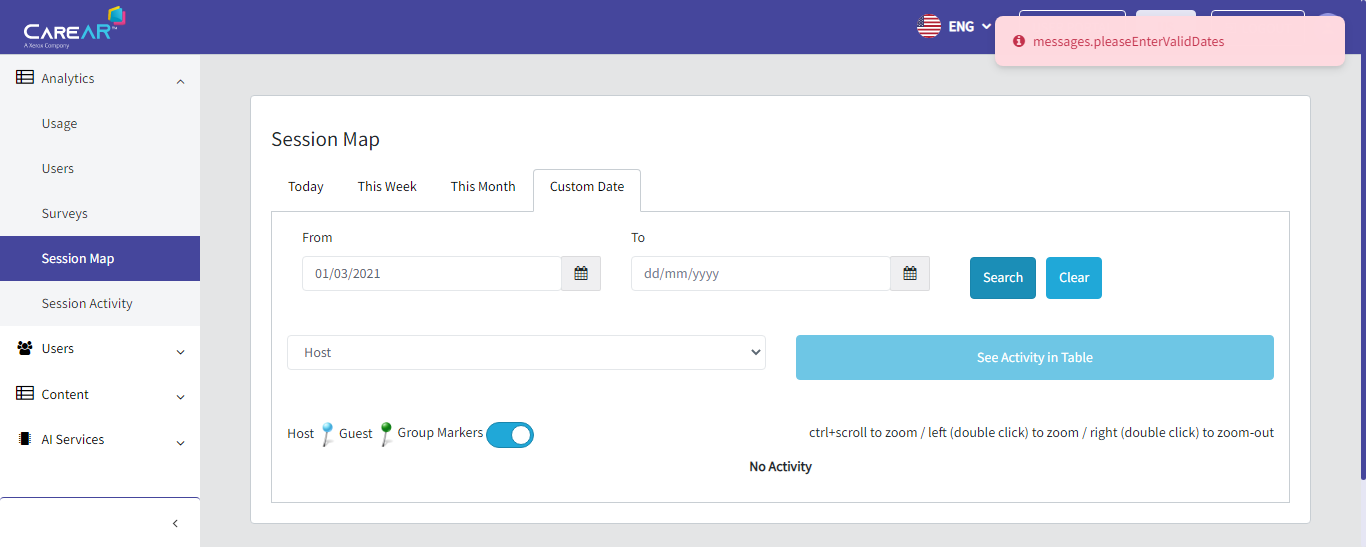 CAREAR™
A Xerox Company
ENG
messages.pleaseEnterValidDates
Analytics
Usage
Users
Surveys
Session Map
Session Activity
Users
Content
AI Services
Session Map
Today
This Week
This Month
Custom Date
From
To
01/03/2021
dd/mm/yyyy
Search
Clear
Host
See Activity in Table
Host
Guest
Group Markers
ctrl+scroll to zoom / left (double click) to zoom / right (double click) to zoom-out
No Activity